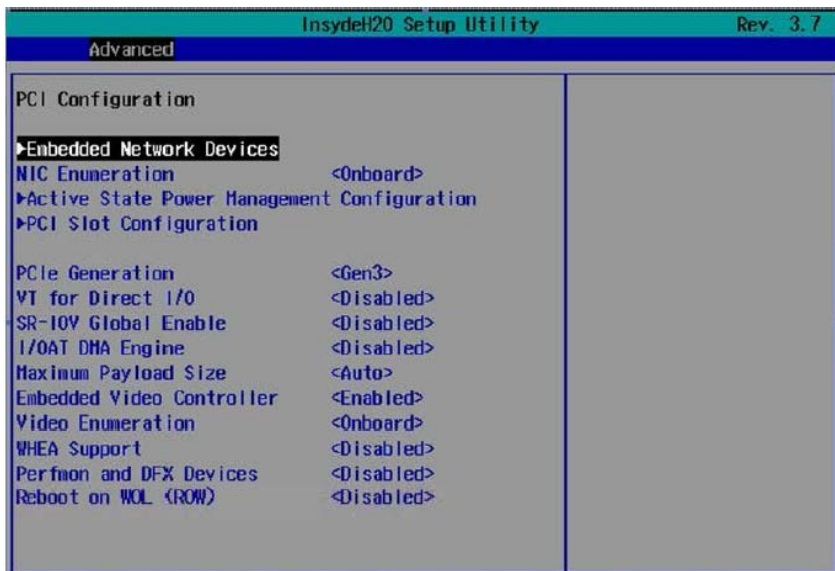 InsydeH20 Setup Utility Rev. 3.7
Advanced
PCI Configuration
▶Embedded Network Devices
NIC Enumeration <Onboard>
▶Active State Power Management Configuration
▶PCI Slot Configuration
PCIe Generation <Gen3>
VT for Direct I/O <Disabled>
SR-IOV Global Enable <Disabled>
I/OAT DMA Engine <Disabled>
Maximum Payload Size <Auto>
Embedded Video Controller <Enabled>
Video Enumeration <Onboard>
WHEA Support <Disabled>
Perfmon and DFX Devices <Disabled>
Reboot on WOL (ROW) <Disabled>